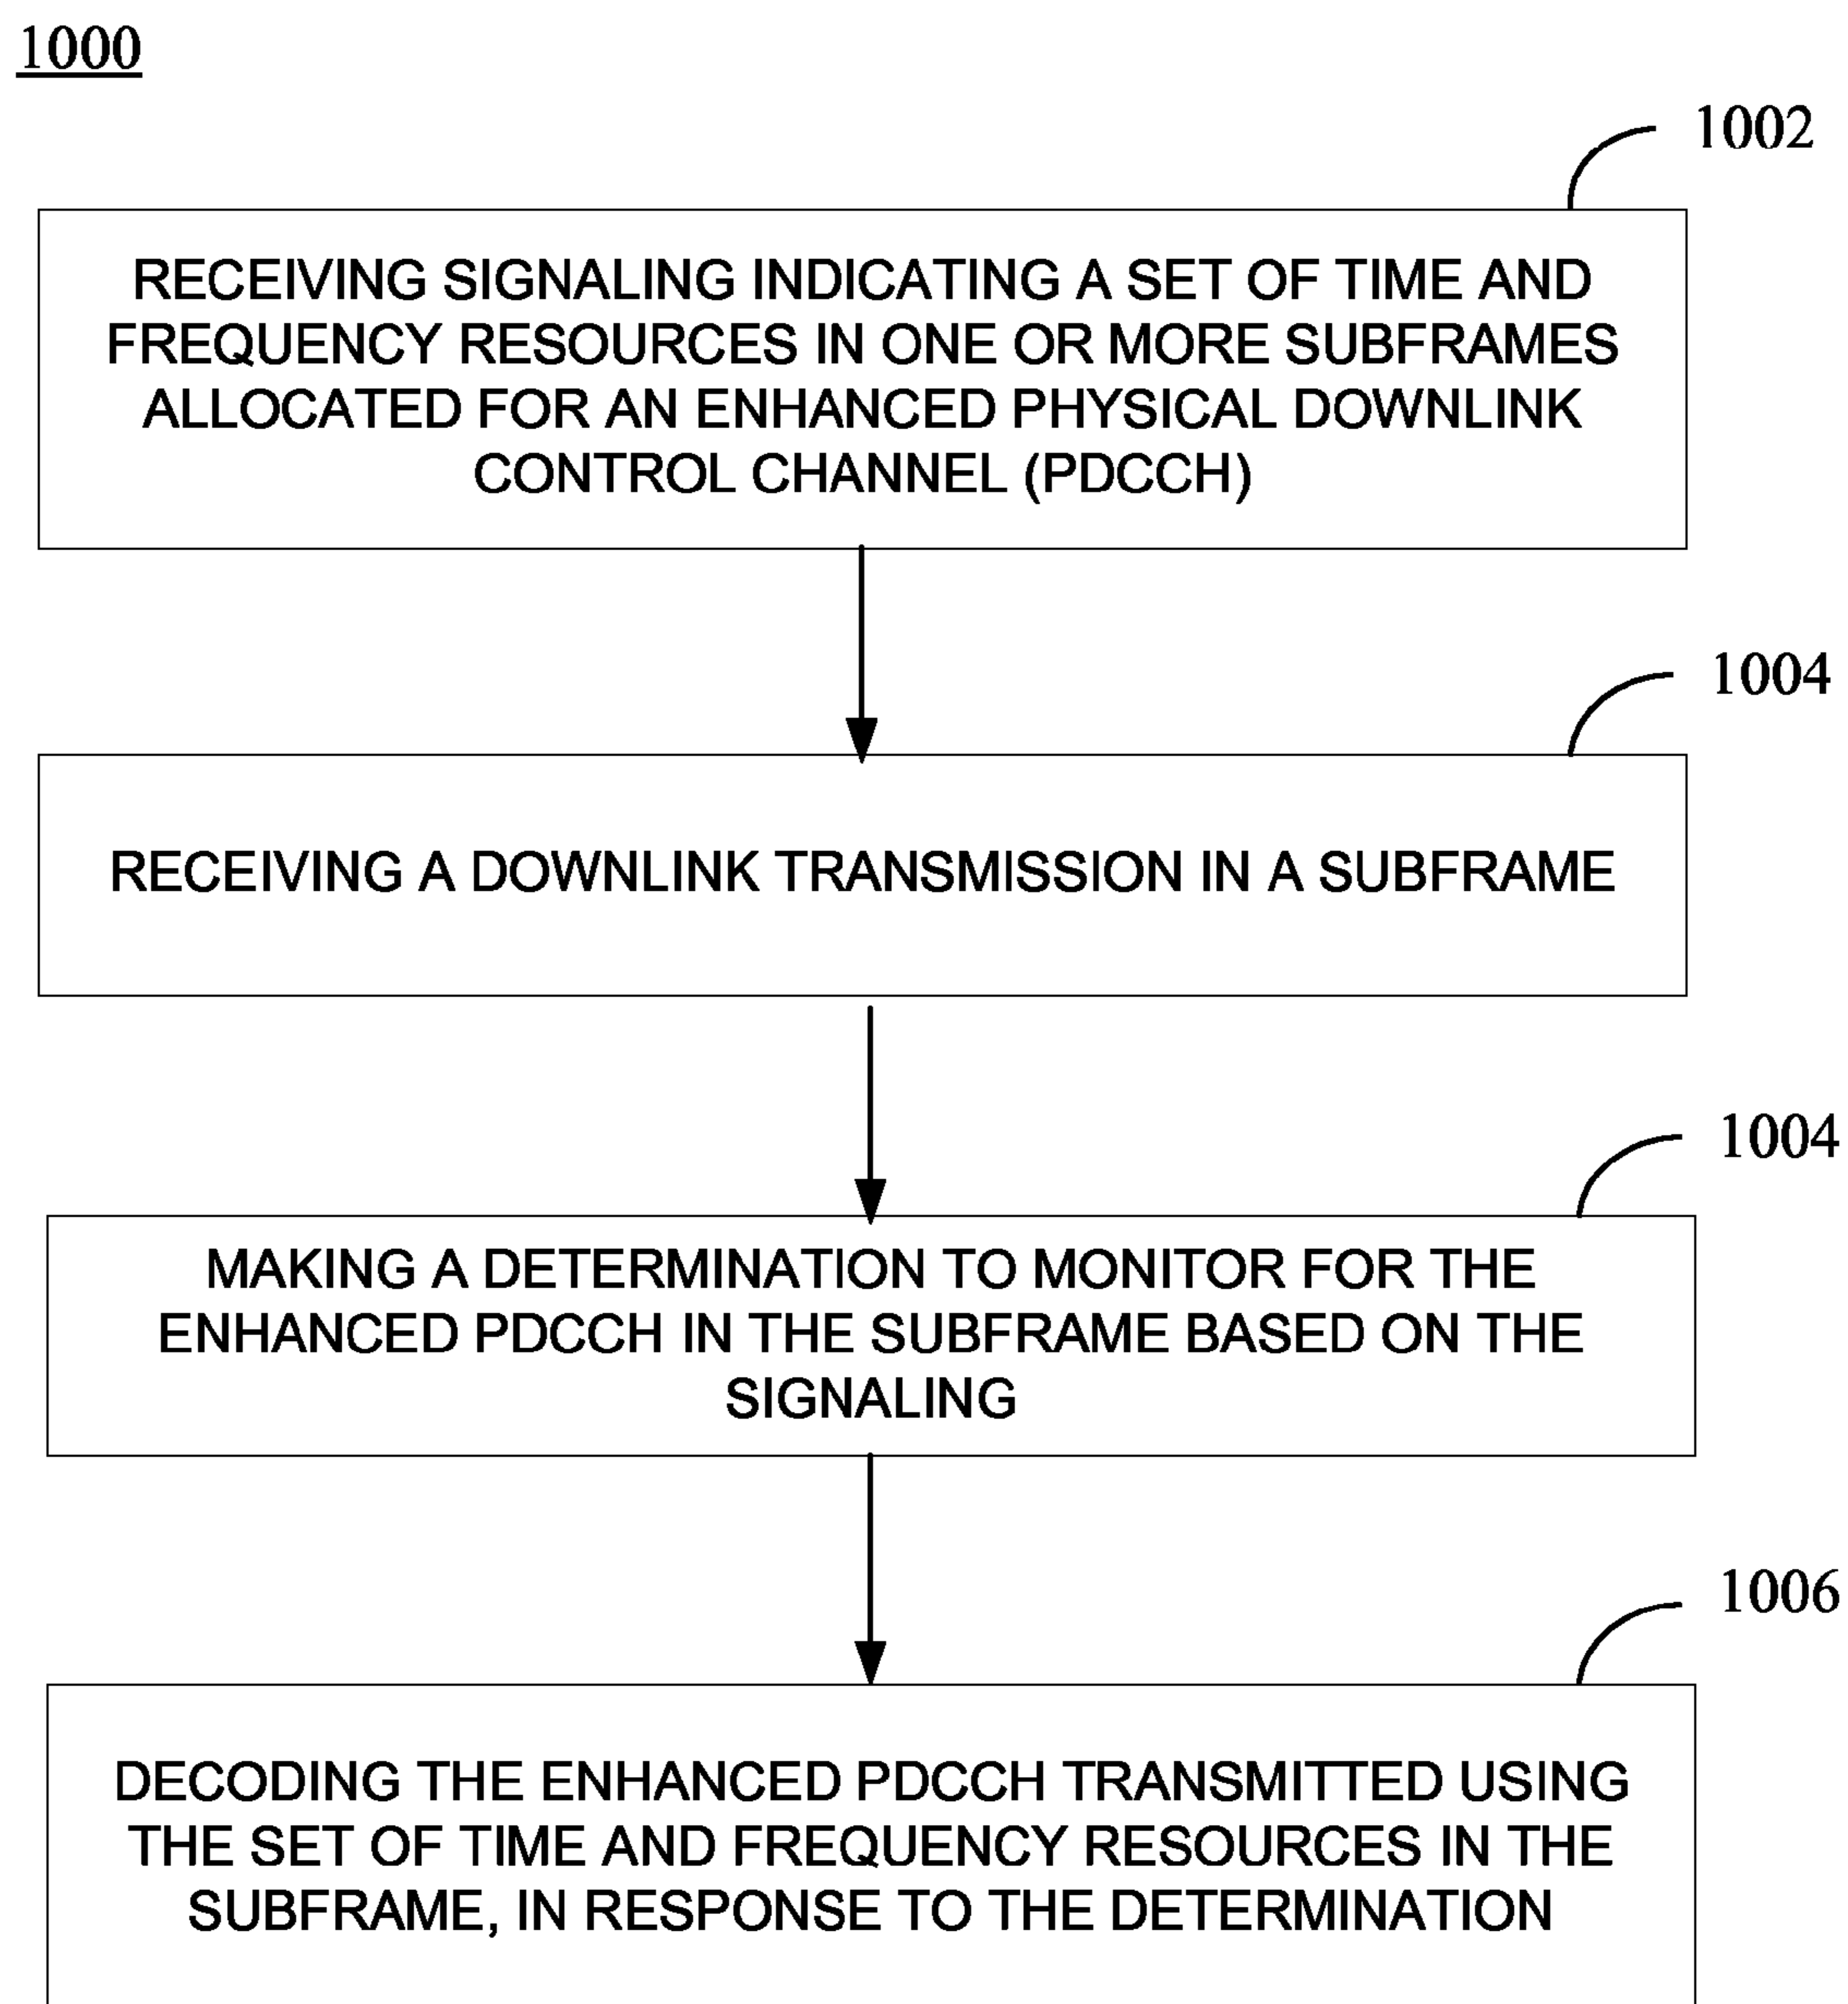 1000
1002
RECEIVING SIGNALING INDICATING A SET OF TIME AND
FREQUENCY RESOURCES IN ONE OR MORE SUBFRAMES
ALLOCATED FOR AN ENHANCED PHYSICAL DOWNLINK
CONTROL CHANNEL (PDCCH)
1004
RECEIVING A DOWNLINK TRANSMISSION IN A SUBFRAME
1004
MAKING A DETERMINATION TO MONITOR FOR THE
ENHANCED PDCCH IN THE SUBFRAME BASED ON THE
SIGNALING
1006
DECODING THE ENHANCED PDCCH TRANSMITTED USING
THE SET OF TIME AND FREQUENCY RESOURCES IN THE
SUBFRAME, IN RESPONSE TO THE DETERMINATION